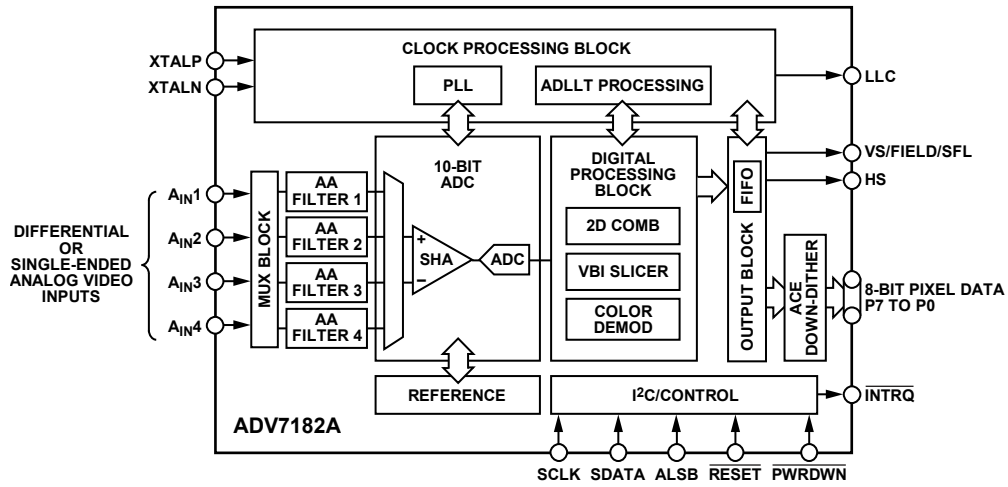 CLOCK PROCESSING BLOCK
XTALP
XTALN
PLL
ADLLT PROCESSING
LLC
10-BIT
ADC
DIGITAL
PROCESSING
BLOCK
2D COMB
VBI SLICER
COLOR
DEMOD
OUTPUT BLOCK
FIFO
VS/FIELD/SFL
HS
DIFFERENTIAL
OR
SINGLE-ENDED
ANALOG VIDEO
INPUTS
AIN1
AIN2
AIN3
AIN4
MUX BLOCK
AA
FILTER 1
AA
FILTER 2
AA
FILTER 3
AA
FILTER 4
+
SHA
–
ADC
ACE
DOWN-DITHER
8-BIT PIXEL DATA
P7 TO P0
REFERENCE
I2C/CONTROL
INTRQ
ADV7182A
SCLK
SDATA
ALSB
RESET
PWRDWN